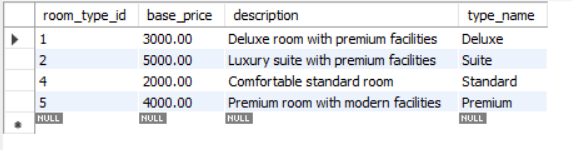 room_type_id base_price description type_name
1 3000.00 Deluxe room with premium facilities Deluxe
2 5000.00 Luxury suite with premium facilities Suite
4 2000.00 Comfortable standard room Standard
5 4000.00 Premium room with modern facilities Premium
NULL NULL NULL NULL